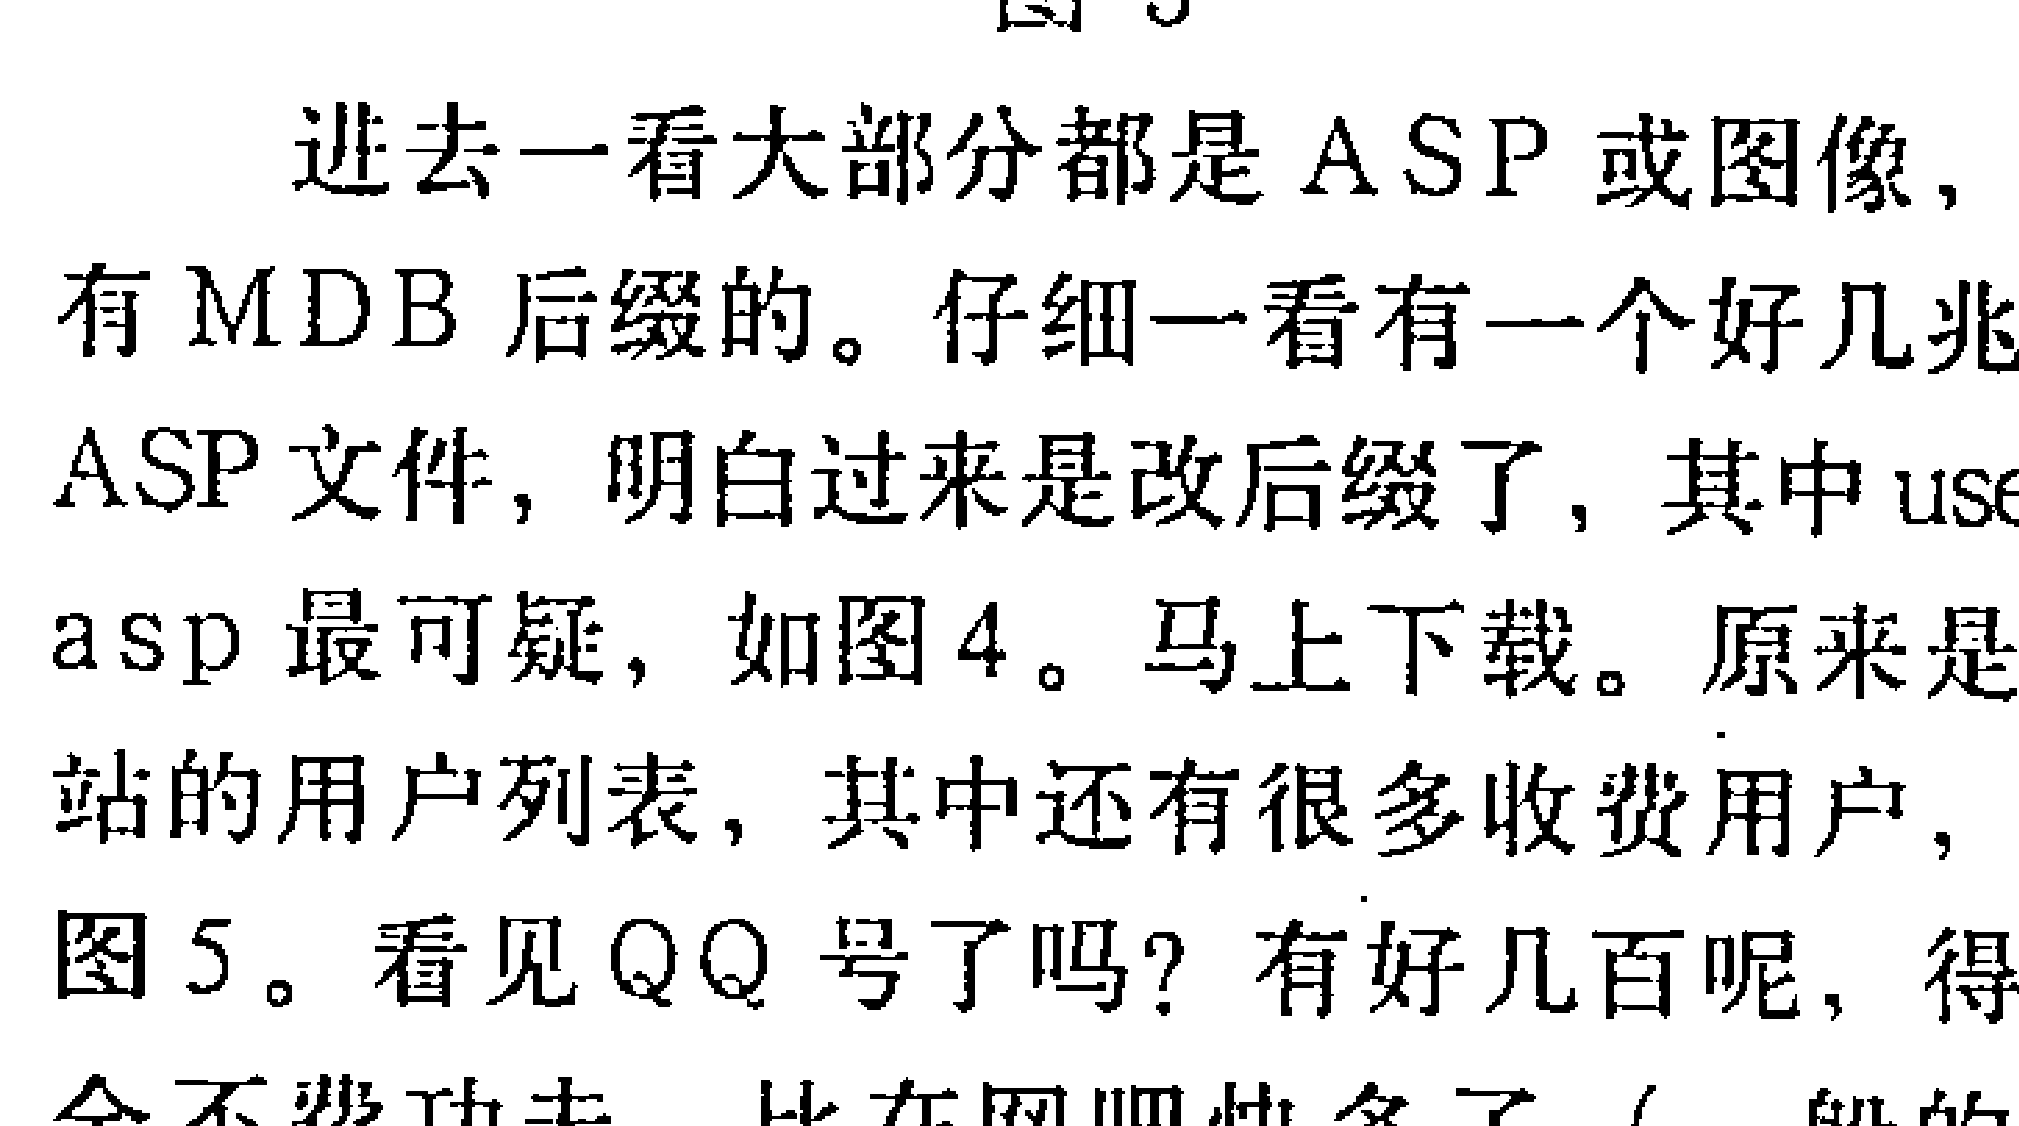 进去一看大部分都是 ASP 或图像，
有 MDB 后缀的。仔细一看有一个好几兆
ASP 文件，明白过来是改后缀了，其中 use
asp 最可疑，如图 4。马上下载。原来是
站的用户列表，其中还有很多收费用户，
图 5。看见 QQ 号了吗？有好几百呢，得